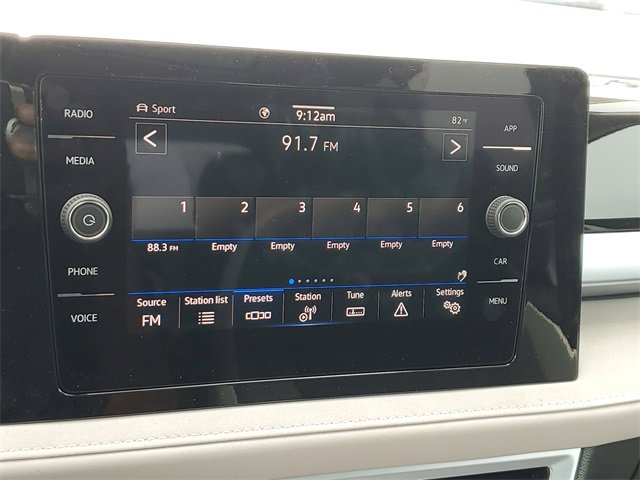 RADIO
MEDIA
PHONE
VOICE
Sport
9:12am
82°F
91.7 FM
1 2 3 4 5 6
88.3 FM Empty Empty Empty Empty Empty
Source Station list Presets Station Tune Alerts Settings
FM
APP
SOUND
CAR
MENU